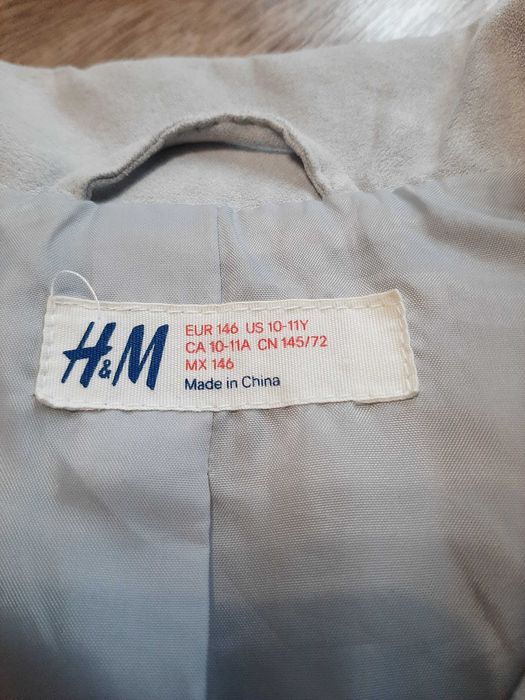 H&M
EUR 146 US 10-11Y
CA 10-11A CN 145/72
MX 146
Made in China